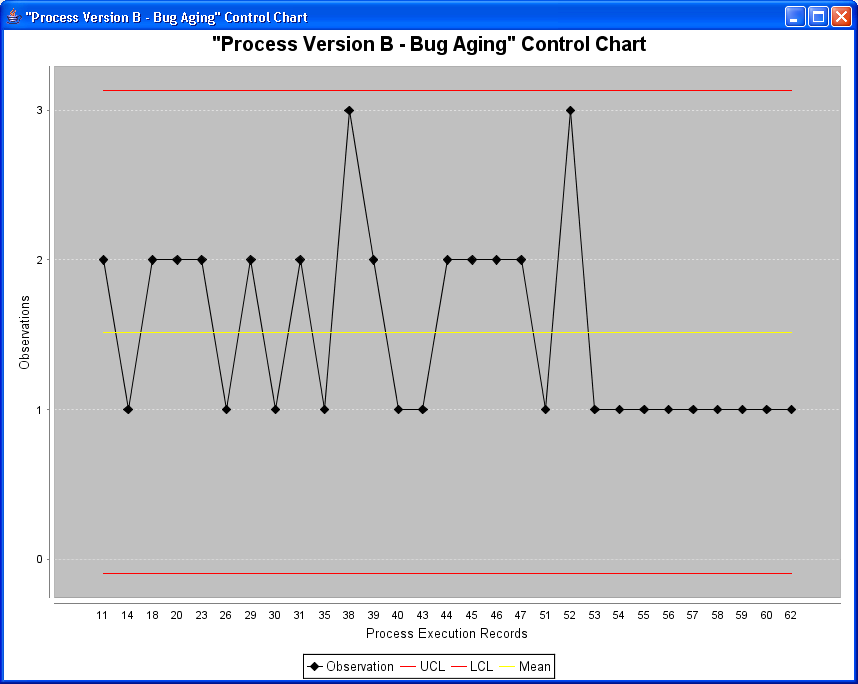 "Process Version B - Bug Aging" Control Chart
"Process Version B - Bug Aging" Control Chart
3
2
1
0
Observations
11 14 18 20 23 26 29 30 31 35 38 39 40 43 44 45 46 47 51 52 53 54 55 56 57 58 59 60 62
Process Execution Records
Observation UCL LCL Mean